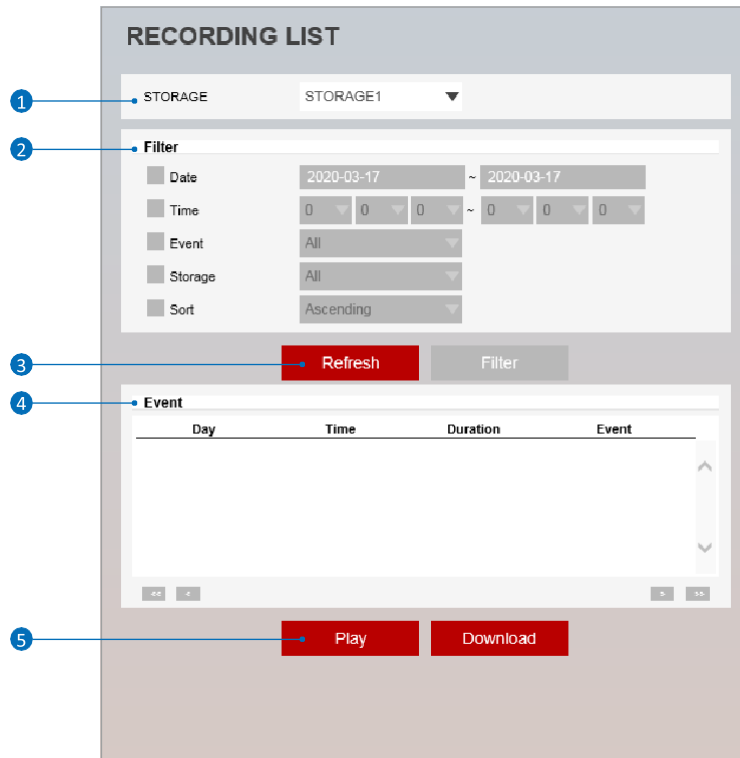 RECORDING LIST
1 STORAGE STORAGE1
2 Filter
Date 2020-03-17 ~ 2020-03-17
Time 0 0 0 ~ 0 0 0
Event All
Storage All
Sort Ascending
3 Refresh Filter
4 Event
Day Time Duration Event
<< < > >>
5 Play Download